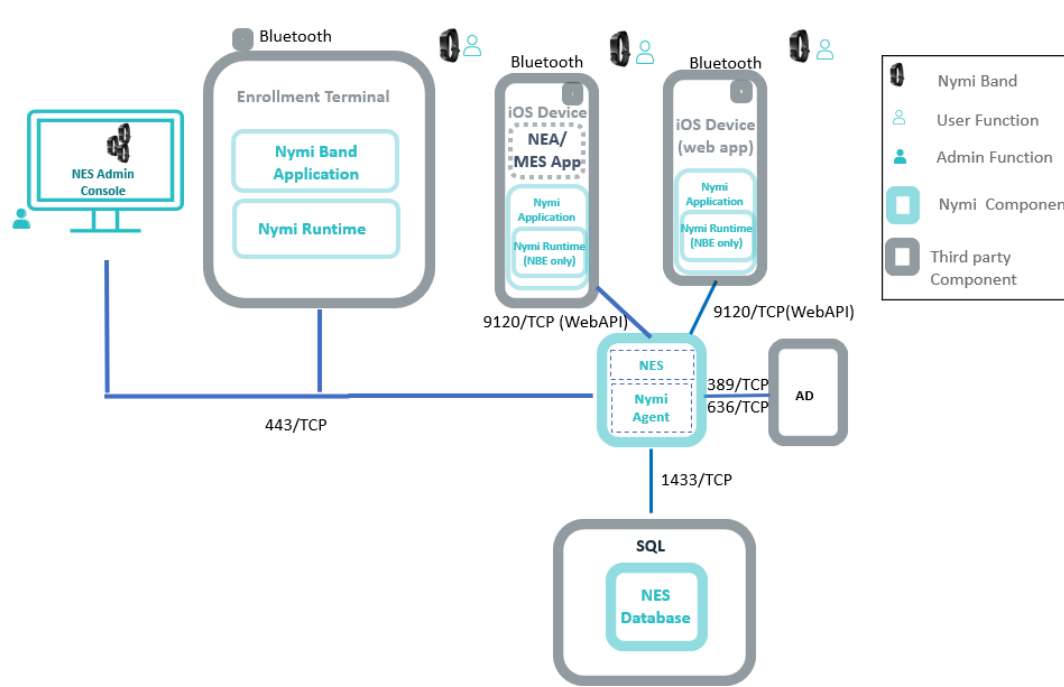 Bluetooth
Enrollment Terminal
Nymi Band
Application
Nymi Runtime
NES Admin
Console
Bluetooth
iOS Device
NEA/
MES App
Nymi
Application
Nymi Runtime
(NBE only)
Bluetooth
iOS Device
(web app)
Nymi
Application
Nymi Runtime
(NBE only)
Nymi Band
User Function
Admin Function
Nymi Component
Third party
Component
9120/TCP (WebAPI)
9120/TCP(WebAPI)
NES
Nymi
Agent
389/TCP
636/TCP
AD
443/TCP
1433/TCP
SQL
NES
Database